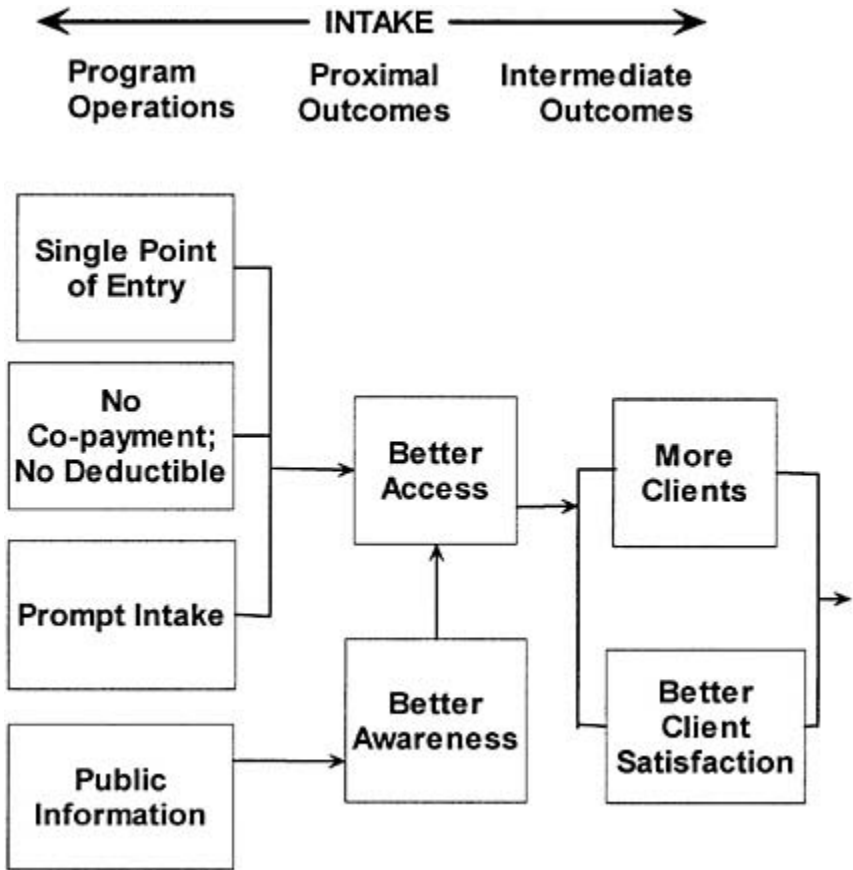 INTAKE
Program
Operations
Proximal
Outcomes
Intermediate
Outcomes
Single Point
of Entry
No
Co-payment;
No Deductible
Prompt Intake
Public
Information
Better
Access
Better
Awareness
More
Clients
Better
Client
Satisfaction